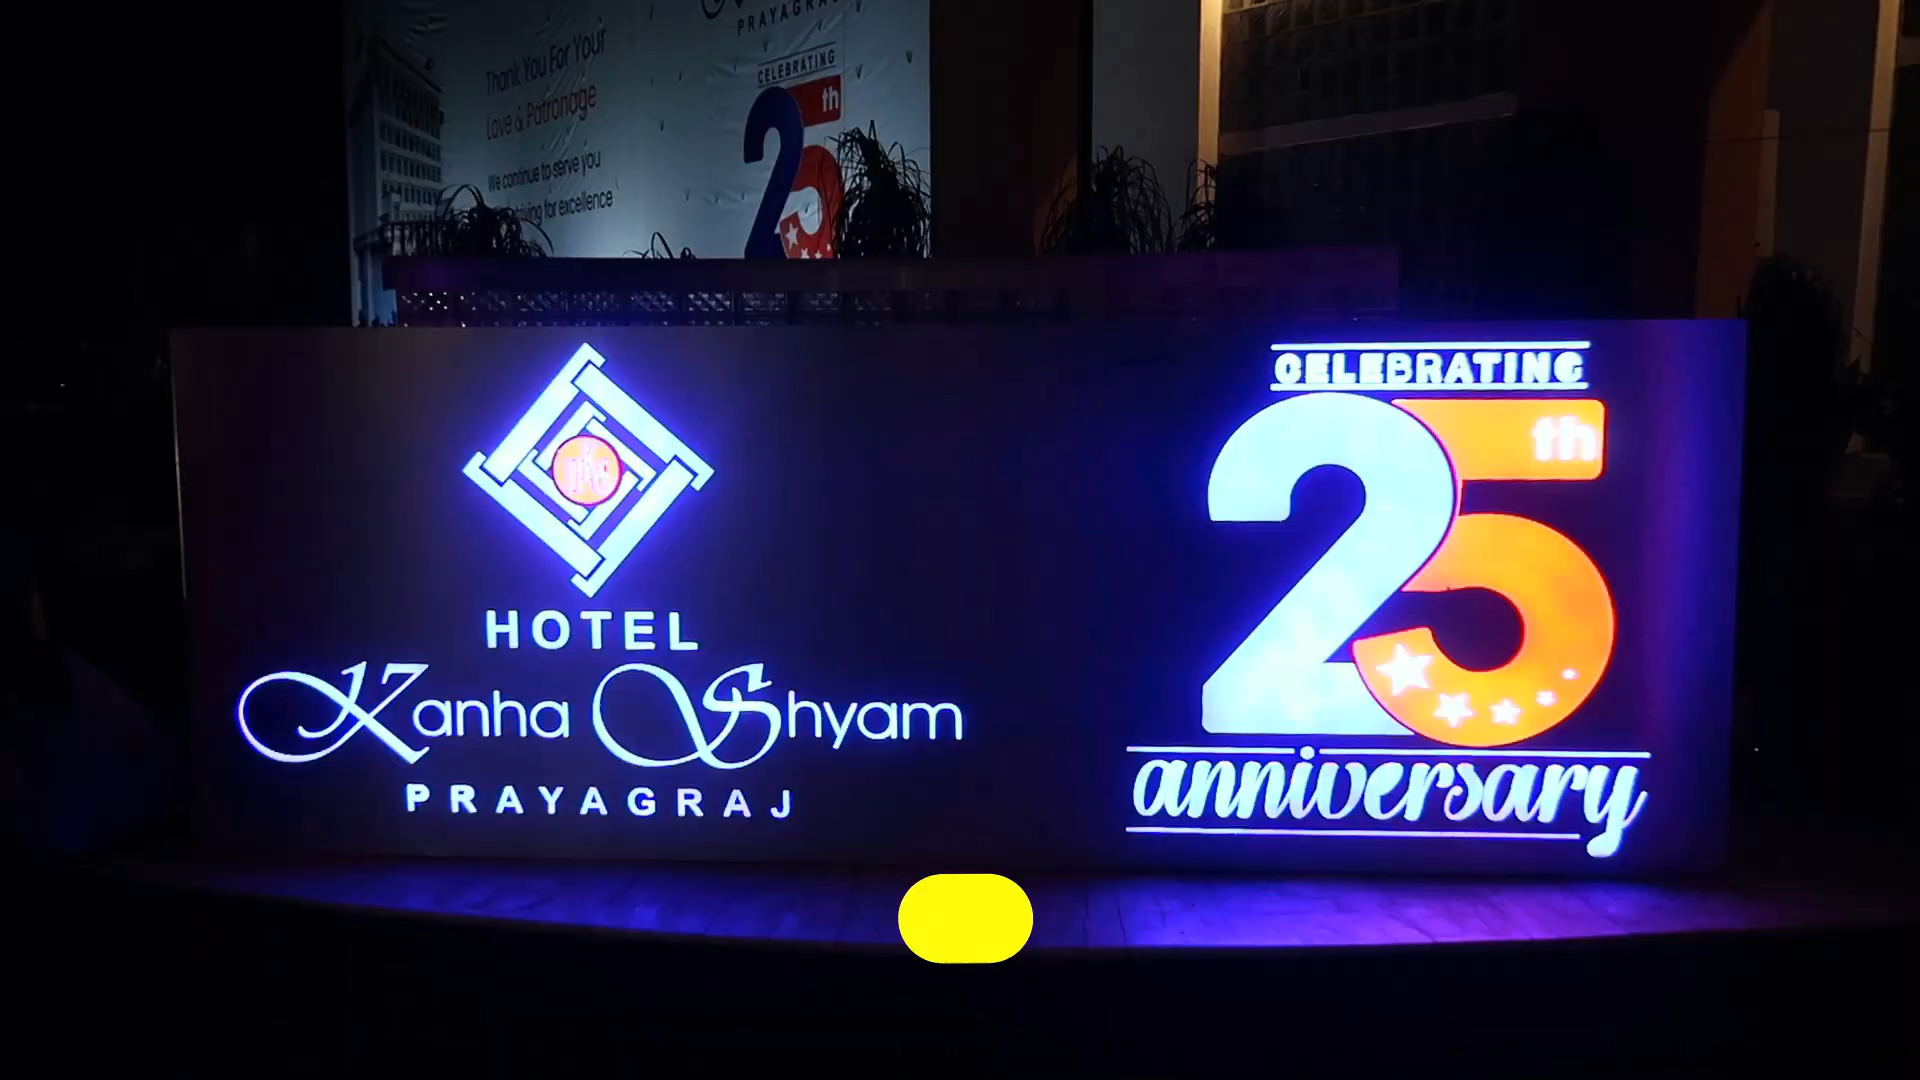 PRAYAGRAJ
Thank You For Your
Love & Patronage
We continue to serve you
for excellence
CELEBRATING
25th
HOTEL
Kanha Shyam
PRAYAGRAJ
CELEBRATING
25th
anniversary